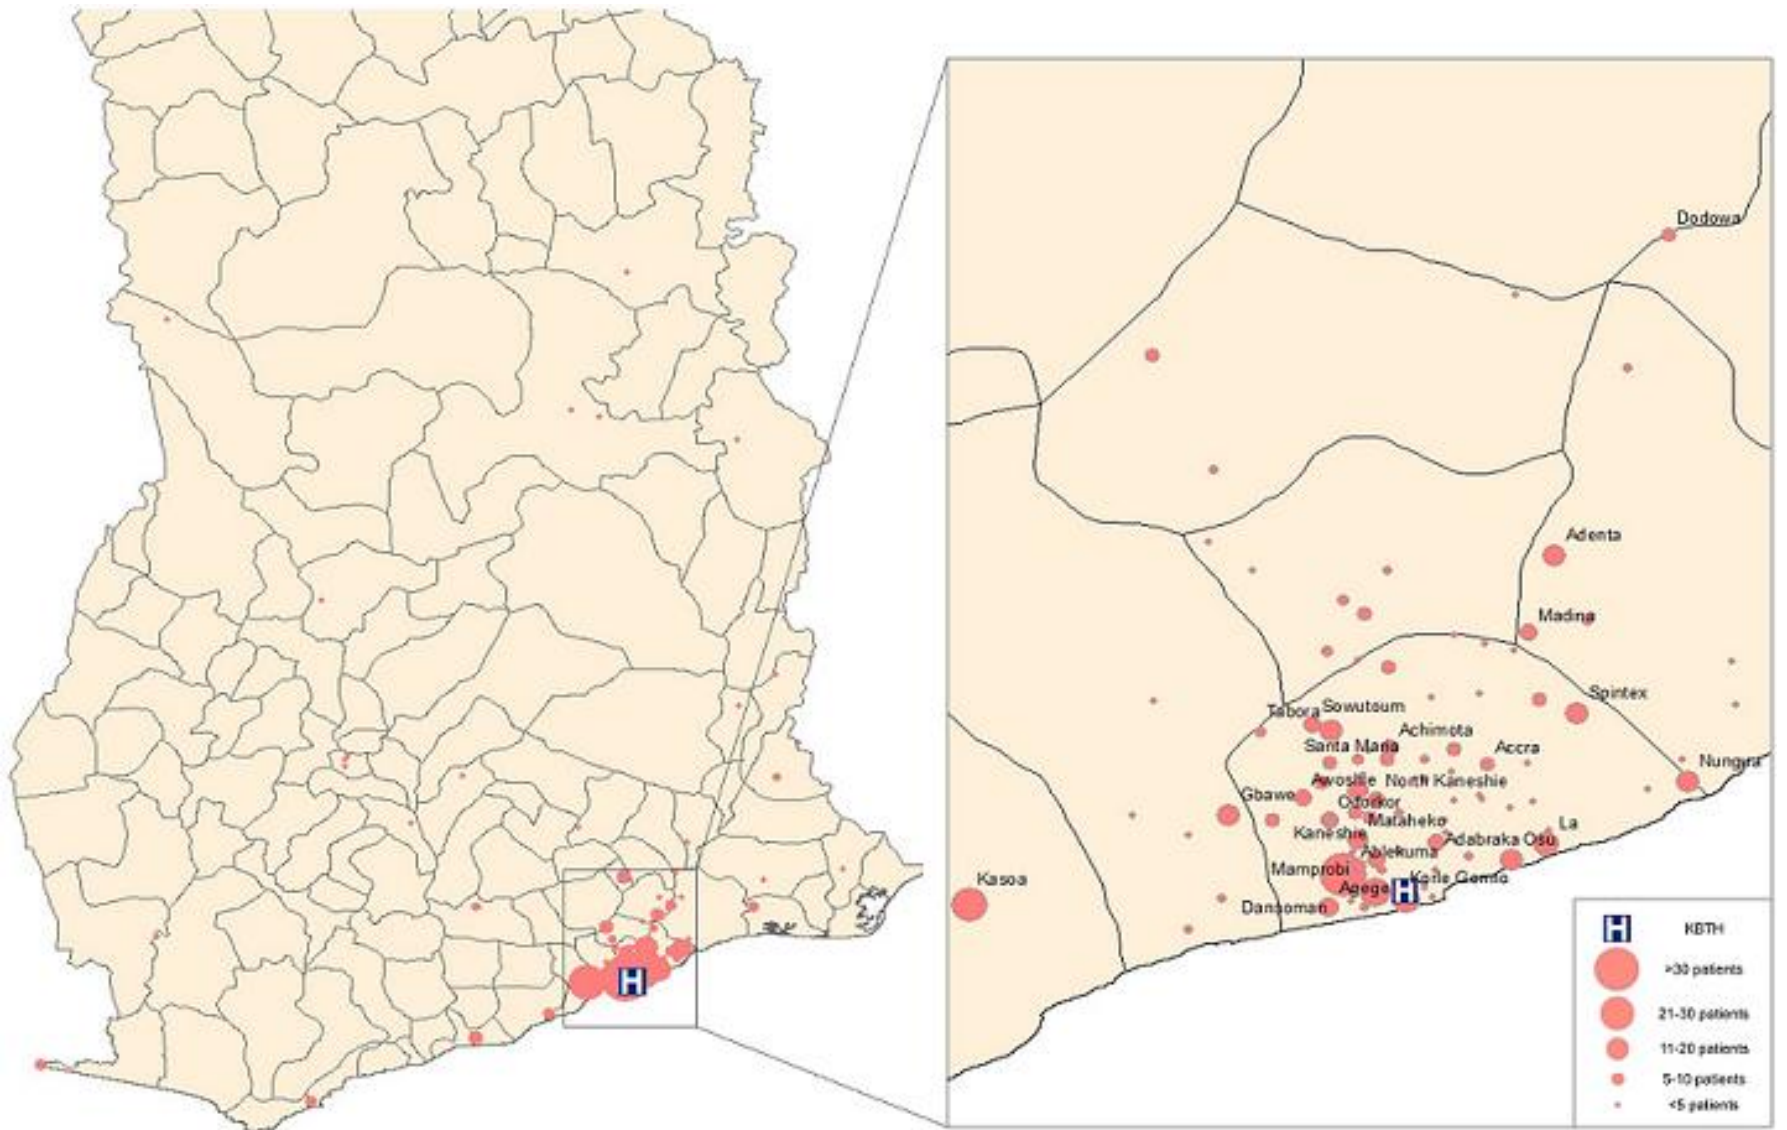 Dodowa
Adenta
Madina
Spintex
Tabora
Sowutoum
Achimota
Santa Maria
Accra
Nungua
Awoshie
North Kaneshie
Gbawe
Odorkor
Mataheko
La
Kaneshie
Adabraka
Osu
Ablekuma
Mamprobi
Kasoa
Agege
Korle Gonno
Dansoman
H
H
H
KBTH
>30 patients
21-30 patients
11-20 patients
5-10 patients
<5 patients